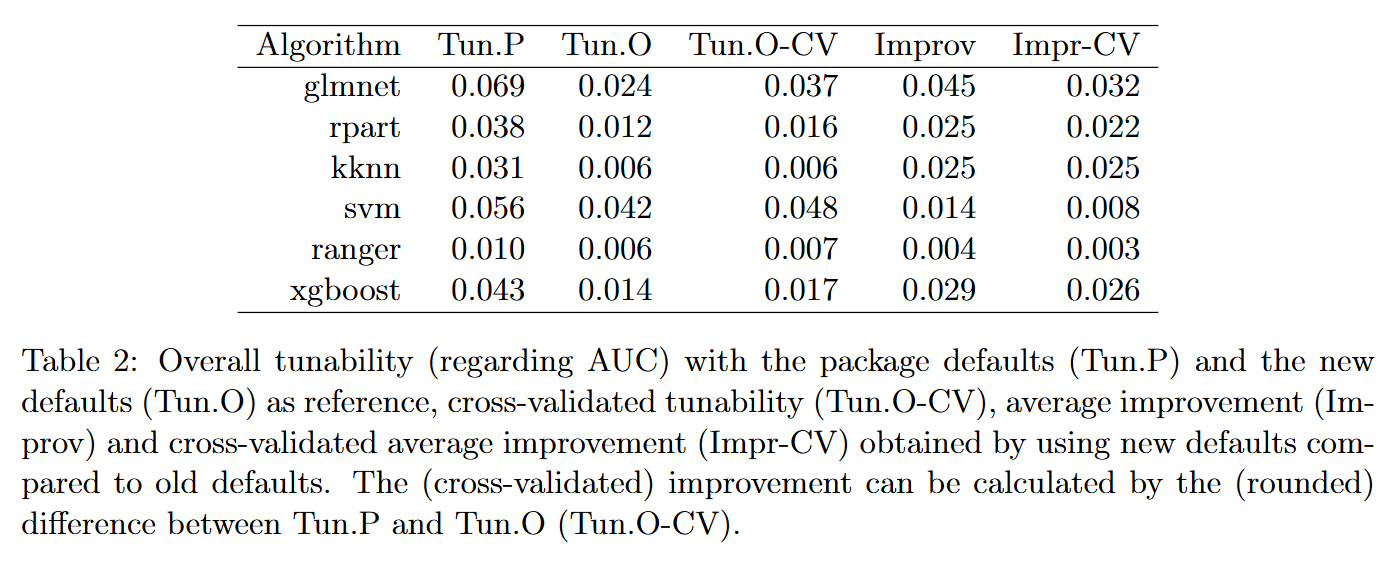 Algorithm Tun.P Tun.O Tun.O-CV Improv Impr-CV
glmnet 0.069 0.024 0.037 0.045 0.032
rpart 0.038 0.012 0.016 0.025 0.022
kknn 0.031 0.006 0.006 0.025 0.025
svm 0.056 0.042 0.048 0.014 0.008
ranger 0.010 0.006 0.007 0.004 0.003
xgboost 0.043 0.014 0.017 0.029 0.026
Table 2: Overall tunability (regarding AUC) with the package defaults (Tun.P) and the new
defaults (Tun.O) as reference, cross-validated tunability (Tun.O-CV), average improvement (Im-
prov) and cross-validated average improvement (Impr-CV) obtained by using new defaults com-
pared to old defaults. The (cross-validated) improvement can be calculated by the (rounded)
difference between Tun.P and Tun.O (Tun.O-CV).